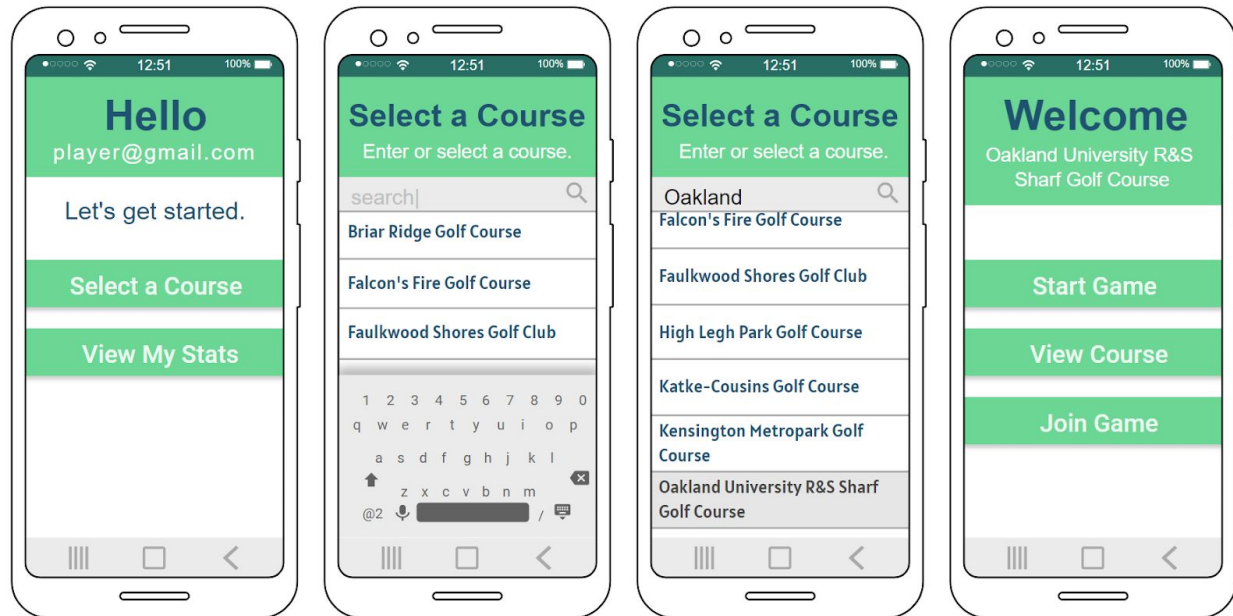 12:51
100%
Hello
player@gmail.com
Let's get started.
Select a Course
View My Stats
12:51
100%
Select a Course
Enter or select a course.
search|
Briar Ridge Golf Course
Falcon's Fire Golf Course
Faulkwood Shores Golf Club
1 2 3 4 5 6 7 8 9 0
q w e r t y u i o p
a s d f g h j k l
z x c v b n m
@2 /
12:51
100%
Select a Course
Enter or select a course.
Oakland
Falcon's Fire Golf Course
Faulkwood Shores Golf Club
High Legh Park Golf Course
Katke-Cousins Golf Course
Kensington Metropark Golf
Course
Oakland University R&S Sharf
Golf Course
12:51
100%
Welcome
Oakland University R&S
Sharf Golf Course
Start Game
View Course
Join Game